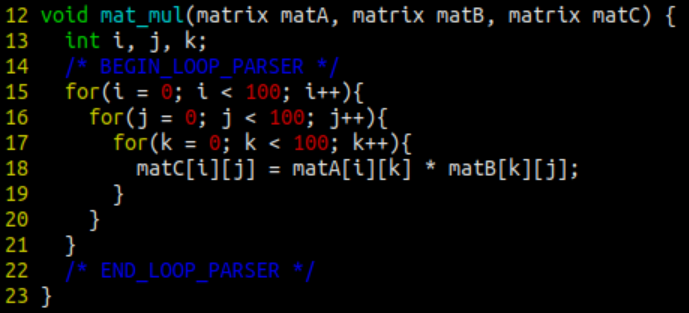 12 void mat_mul(matrix matA, matrix matB, matrix matC) {
13   int i, j, k;
14   /* BEGIN_LOOP_PARSER */
15   for(i = 0; i < 100; i++){
16     for(j = 0; j < 100; j++){
17       for(k = 0; k < 100; k++){
18         matC[i][j] = matA[i][k] * matB[k][j];
19       }
20     }
21   }
22   /* END_LOOP_PARSER */
23 }